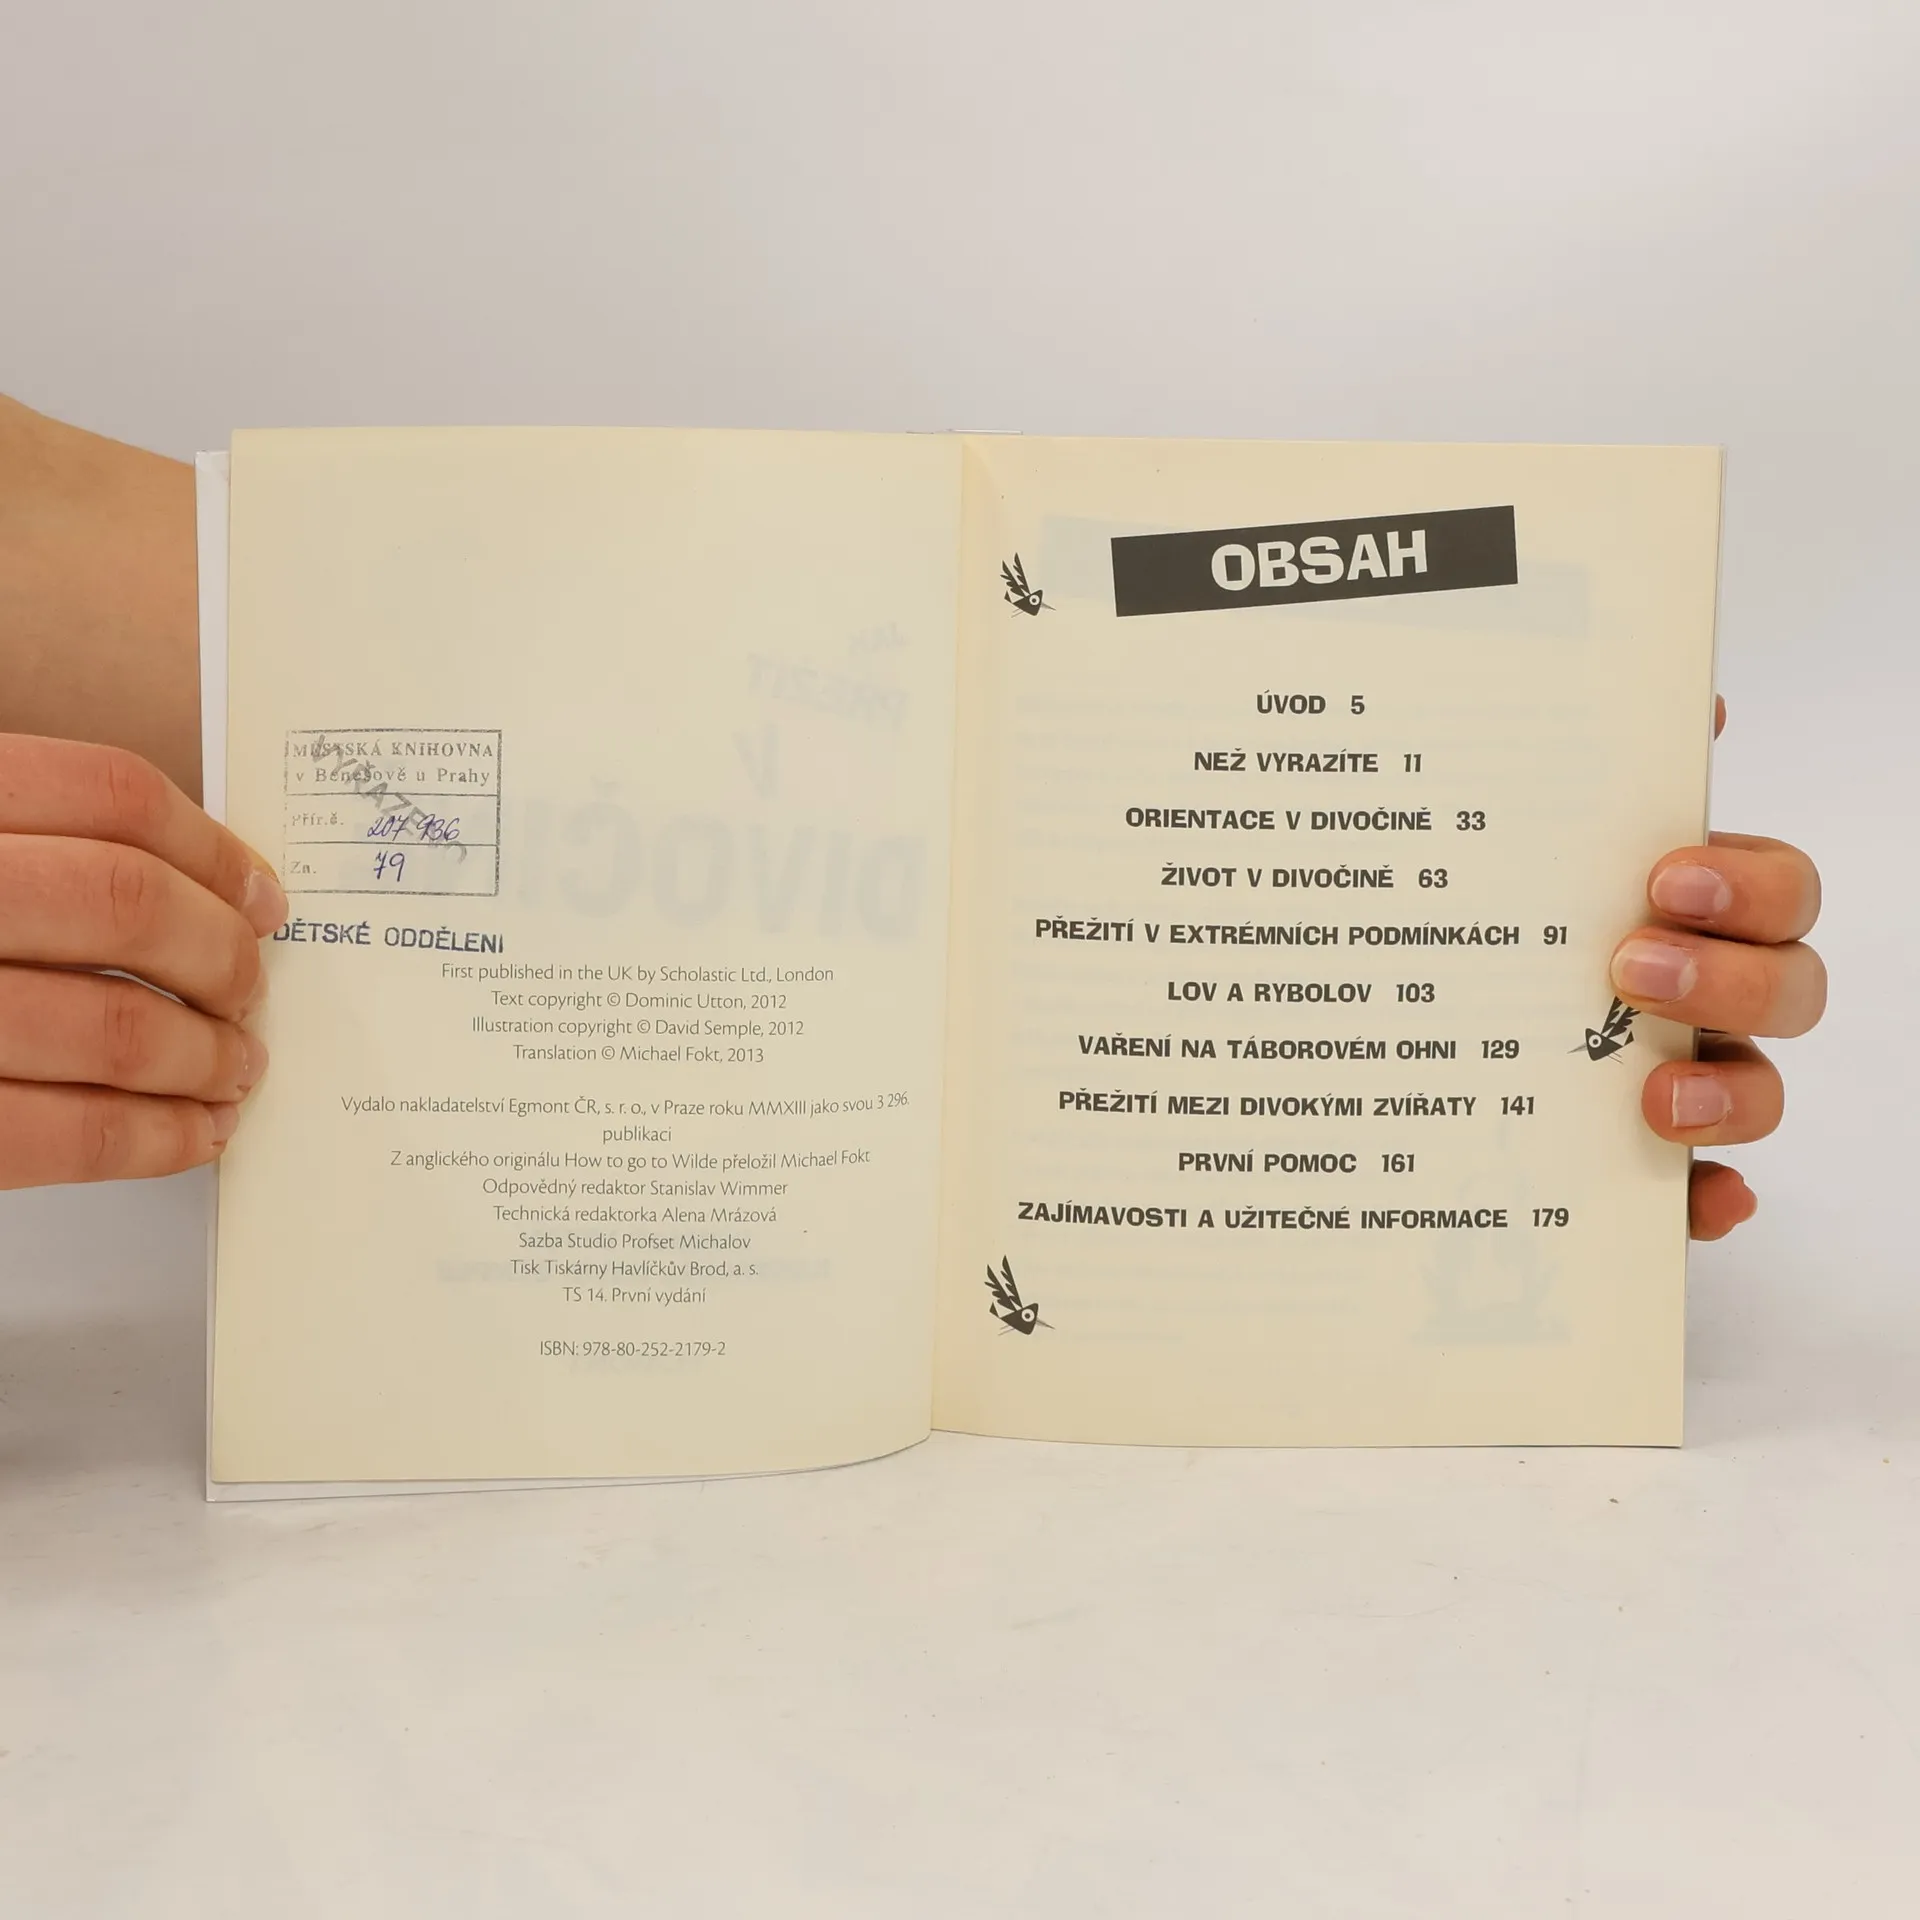 MĚSTSKÁ KNIHOVNA
v Benešově u Prahy
VYŘAZENO
Přír.č. 207 936
Zn. 79
DĚTSKÉ ODDĚLENI
First published in the UK by Scholastic Ltd., London
Text copyright © Dominic Utton, 2012
Illustration copyright © David Semple, 2012
Translation © Michael Fokt, 2013
Vydalo nakladatelství Egmont ČR, s. r. o., v Praze roku MMXIII jako svou 3 296.
publikaci
Z anglického originálu How to go to Wilde přeložil Michael Fokt
Odpovědný redaktor Stanislav Wimmer
Technická redaktorka Alena Mrázová
Sazba Studio Profset Michalov
Tisk Tiskárny Havlíčkův Brod, a. s.
TS 14. První vydání
ISBN: 978-80-252-2179-2
OBSAH
ÚVOD 5
NEŽ VYRAZÍTE 11
ORIENTACE V DIVOČINĚ 33
ŽIVOT V DIVOČINĚ 63
PŘEŽITÍ V EXTRÉMNÍCH PODMÍNKÁCH 91
LOV A RYBOLOV 103
VAŘENÍ NA TÁBOROVÉM OHNI 129
PŘEŽITÍ MEZI DIVOKÝMI ZVÍŘATY 141
PRVNÍ POMOC 161
ZAJÍMAVOSTI A UŽITEČNÉ INFORMACE 179